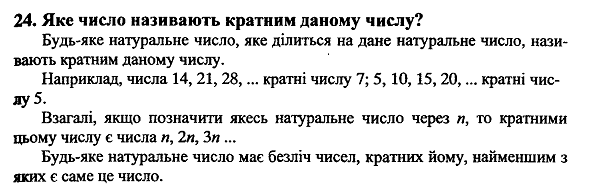 24. Яке число називають кратним даному числу?
Будь-яке натуральне число, яке ділиться на дане натуральне число, нази-
вають кратним даному числу.
Наприклад, числа 14, 21, 28, ... кратні числу 7; 5, 10, 15, 20, ... кратні чис-
лу 5.
Взагалі, якщо позначити якесь натуральне число через n, то кратними
цьому числу є числа n, 2n, 3n ...
Будь-яке натуральне число має безліч чисел, кратних йому, найменшим з
яких є саме це число.